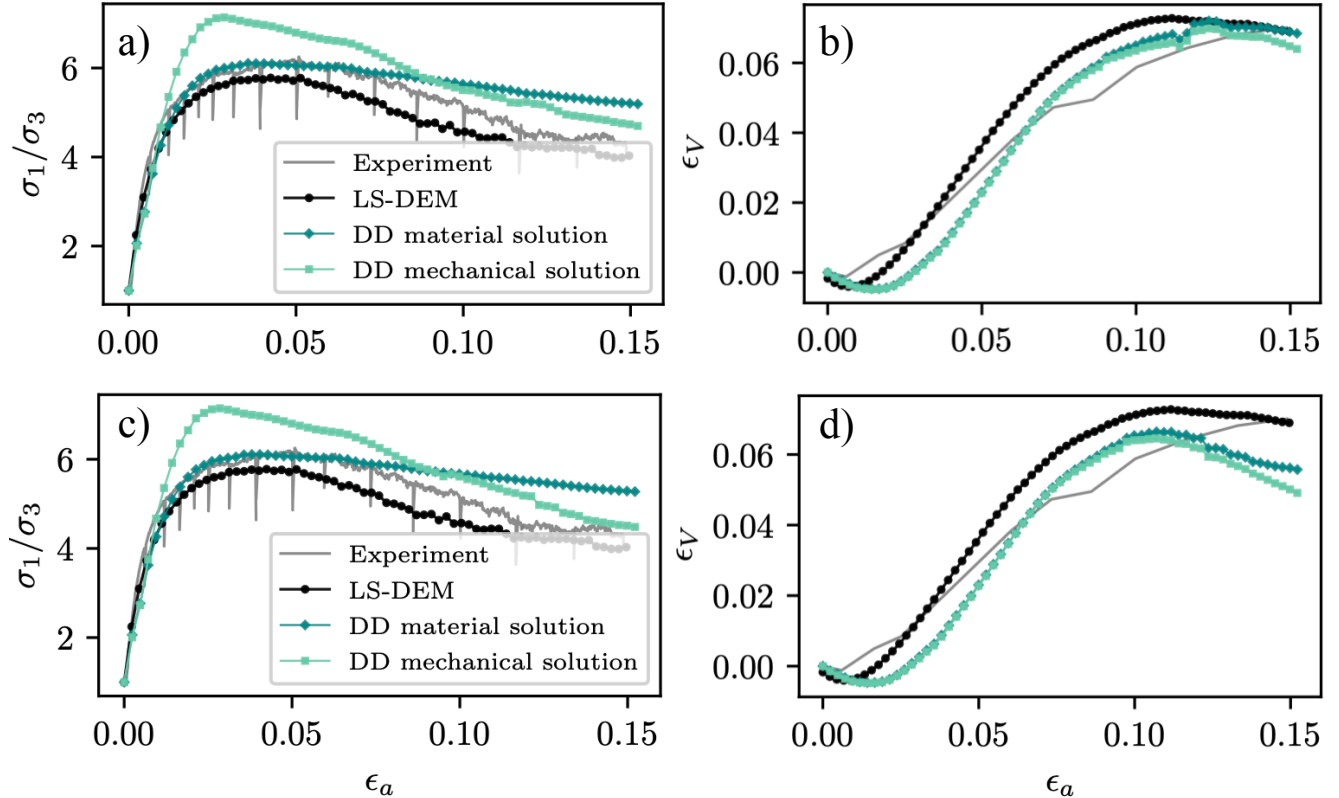 a)
σ₁/σ₃
6
4
2
Experiment
LS-DEM
DD material solution
DD mechanical solution
0.00 0.05 0.10 0.15
b)
ϵ_V
0.06
0.04
0.02
0.00
0.00 0.05 0.10 0.15
c)
σ₁/σ₃
6
4
2
Experiment
LS-DEM
DD material solution
DD mechanical solution
0.00 0.05 0.10 0.15
ϵ_a
d)
ϵ_V
0.06
0.04
0.02
0.00
0.00 0.05 0.10 0.15
ϵ_a